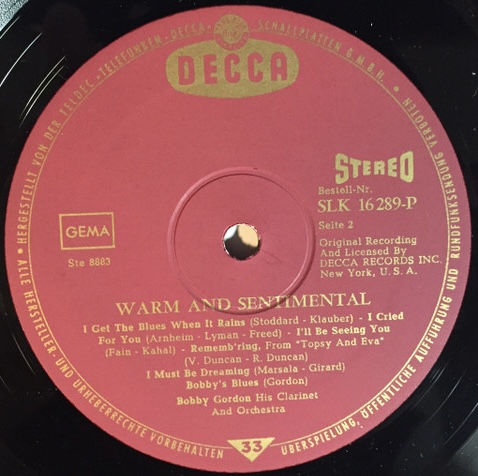 HERGESTELLT VON DER TELDEC • TELEFUNKEN-DECCA • SCHALLPLATTEN G.M.B.H.
DECCA
STEREO
Bestell-Nr.
SLK 16 289-P
Seite 2
GEMA
Original Recording
And Licensed By
DECCA RECORDS INC.
New York, U. S. A.
Ste 8883
WARM AND SENTIMENTAL
I Get The Blues When It Rains (Stoddard - Klauber) - I Cried
For You (Arnheim - Lyman - Freed) - I'll Be Seeing You
(Fain - Kahal) - Rememb'ring, From "Topsy And Eva"
(V. Duncan - R. Duncan)
I Must Be Dreaming (Marsala - Girard)
Bobby's Blues (Gordon)
Bobby Gordon His Clarinet
And Orchestra
33
ALLE HERSTELLER- UND URHEBERRECHTE VORBEHALTEN
ÜBERSPIELUNG, ÖFFENTLICHE AUFFÜHRUNG UND RUNDFUNKSENDUNG VERBOTEN